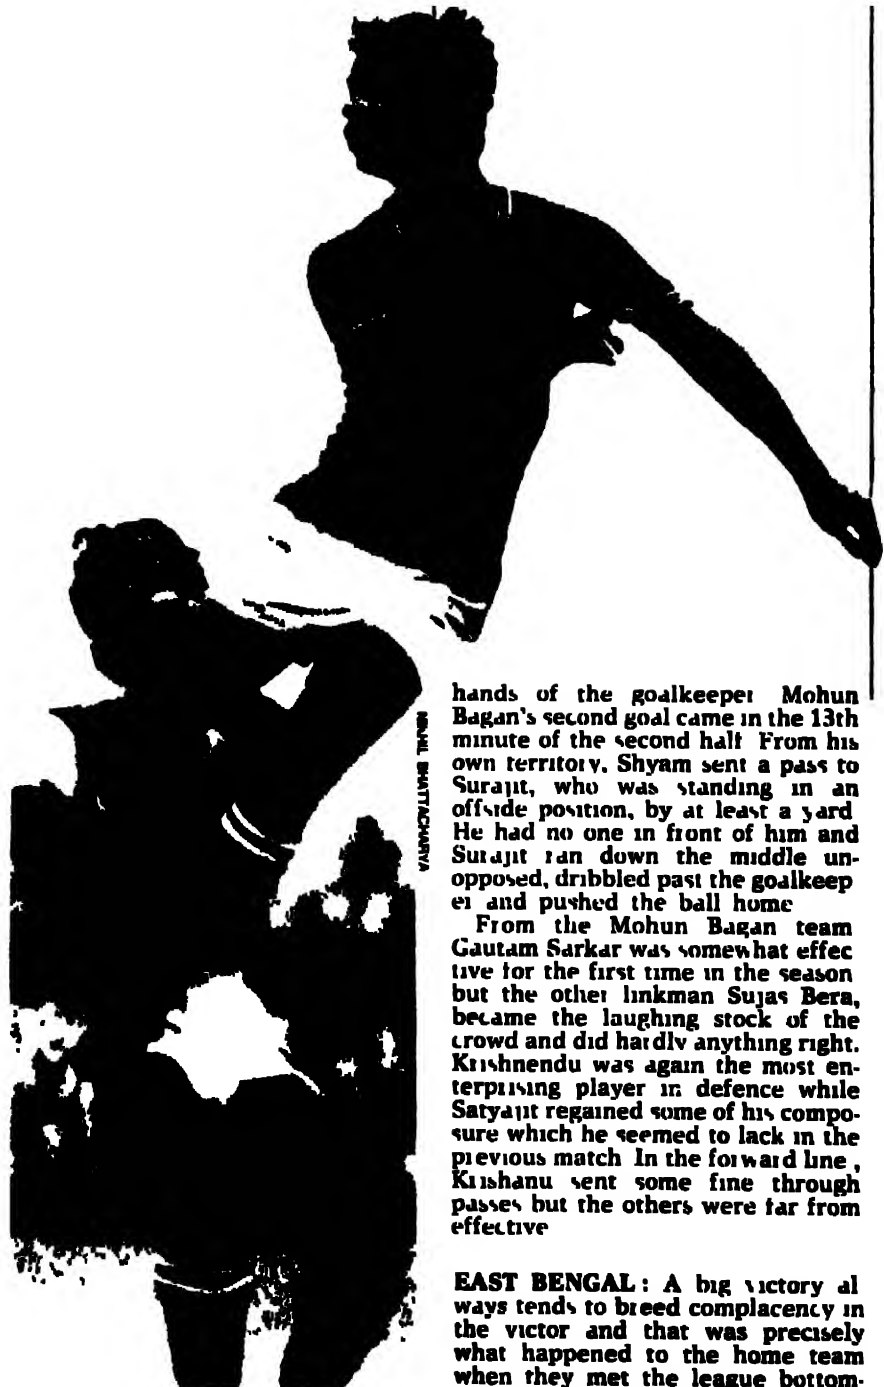 hands of the goalkeeper Mohun
Bagan's second goal came in the 13th
minute of the second half From his
own territory, Shyam sent a pass to
Surajit, who was standing in an
offside position, by at least a yard
He had no one in front of him and
Surajit ran down the middle un-
opposed, dribbled past the goalkeep
er and pushed the ball home
From the Mohun Bagan team
Gautam Sarkar was somewhat effec
tive for the first time in the season
but the other linkman Sujas Bera,
became the laughing stock of the
crowd and did hardly anything right.
Krishnendu was again the most en-
terprising player in defence while
Satyajit regained some of his compo-
sure which he seemed to lack in the
previous match In the forward line ,
Krishanu sent some fine through
passes but the others were far from
effective
EAST BENGAL: A big victory al
ways tends to breed complacency in
the victor and that was precisely
what happened to the home team
when they met the league bottom-
NIKHIL BHATTACHARYA